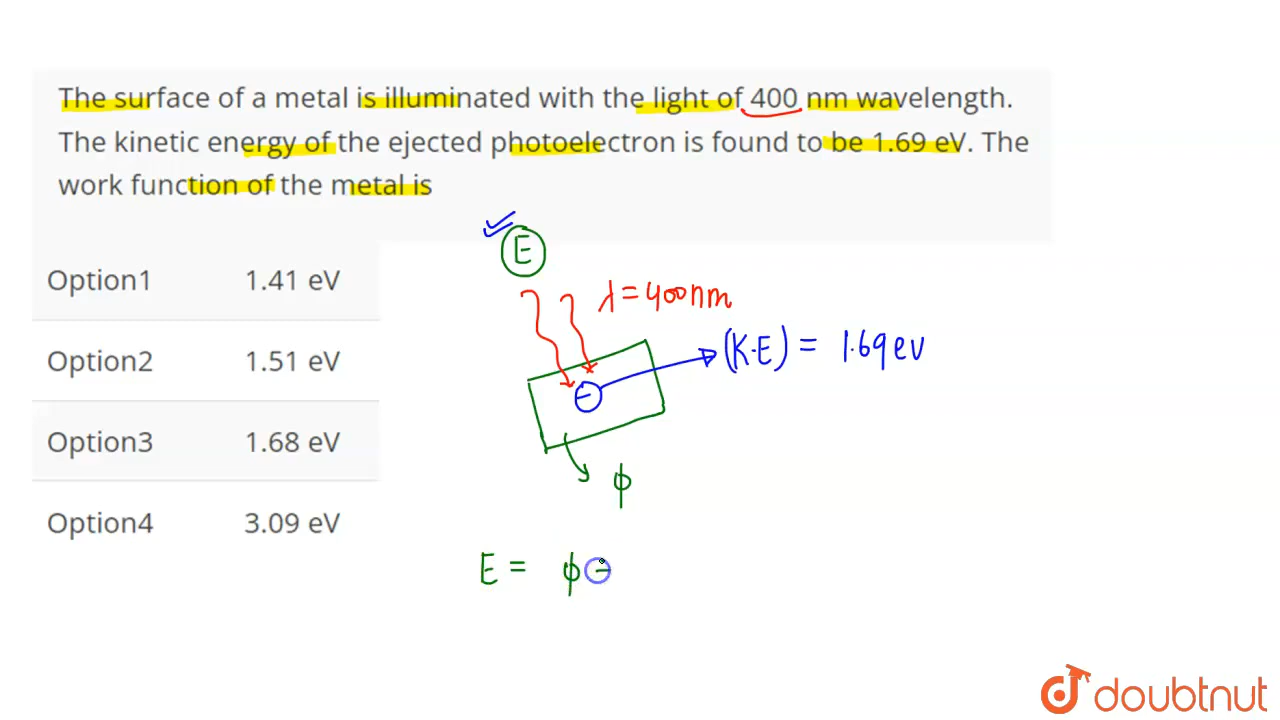 The surface of a metal is illuminated with the light of 400 nm wavelength.
The kinetic energy of the ejected photoelectron is found to be 1.69 eV. The
work function of the metal is
E
Option1 1.41 eV
λ=400nm
(K.E) = 1.69ev
Option2 1.51 eV
Option3 1.68 eV
ϕ
Option4 3.09 eV
E = ϕ
doubtnut